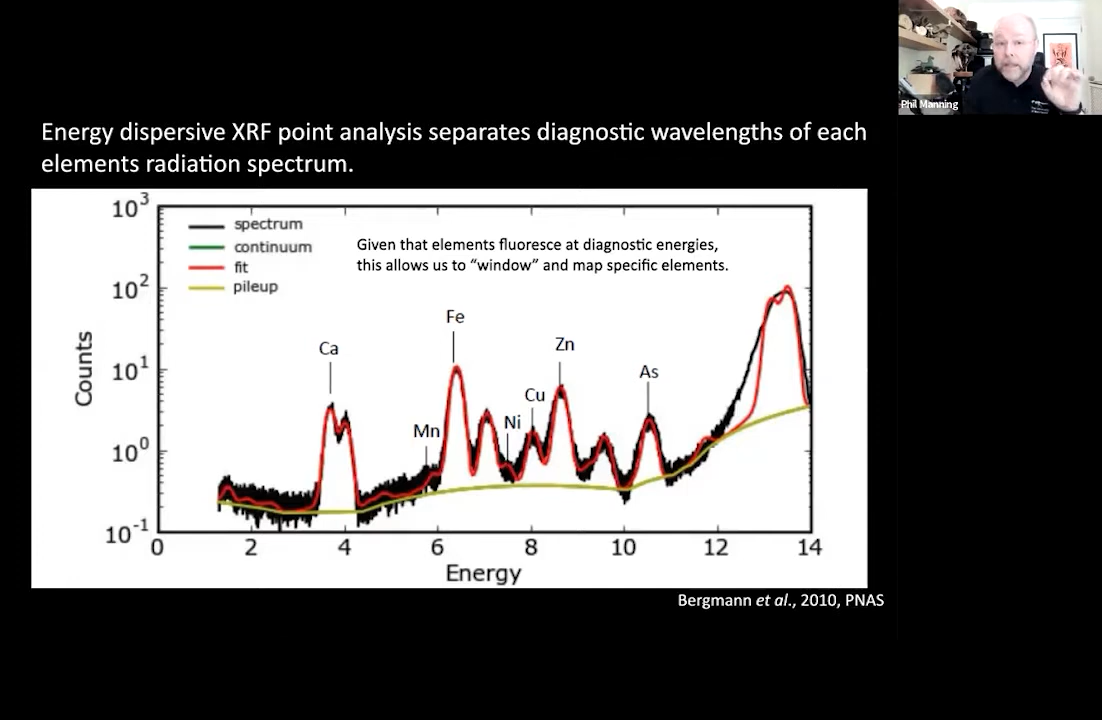 Phil Manning
Energy dispersive XRF point analysis separates diagnostic wavelengths of each
elements radiation spectrum.
10³
10²
10¹
10⁰
10⁻¹
Counts
spectrum
continuum
fit
pileup
Given that elements fluoresce at diagnostic energies,
this allows us to “window” and map specific elements.
Ca
Mn
Fe
Ni
Cu
Zn
As
0 2 4 6 8 10 12 14
Energy
Bergmann et al., 2010, PNAS